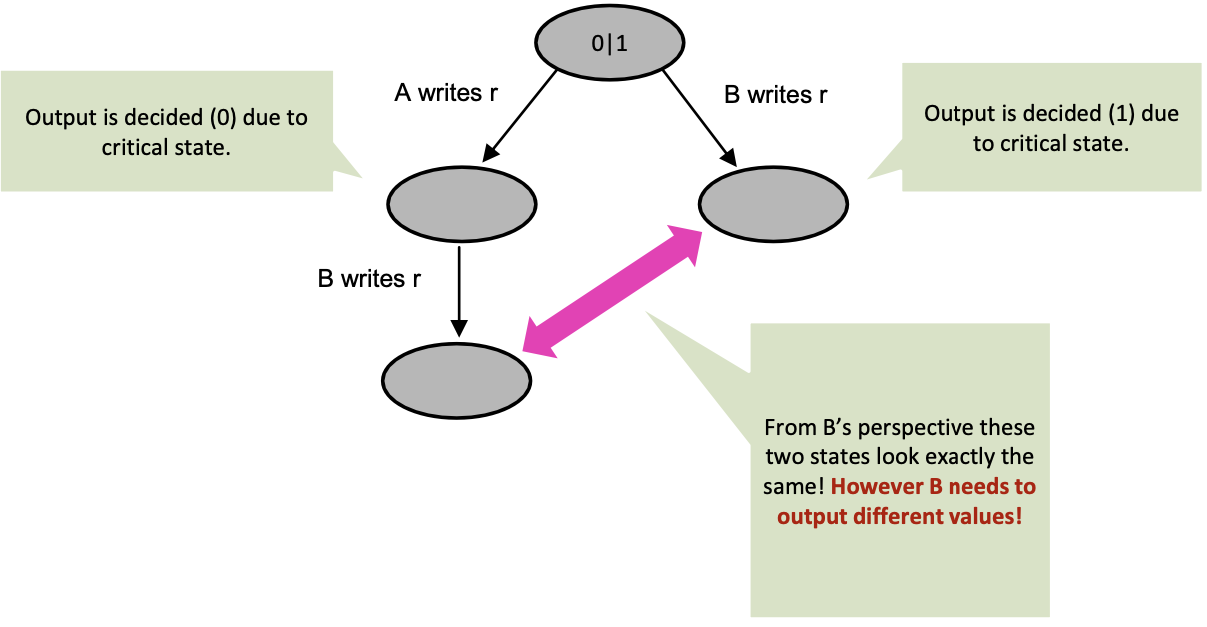 0|1
A writes r
B writes r
Output is decided (0) due to
critical state.
Output is decided (1) due
to critical state.
B writes r
From B’s perspective these
two states look exactly the
same! However B needs to
output different values!